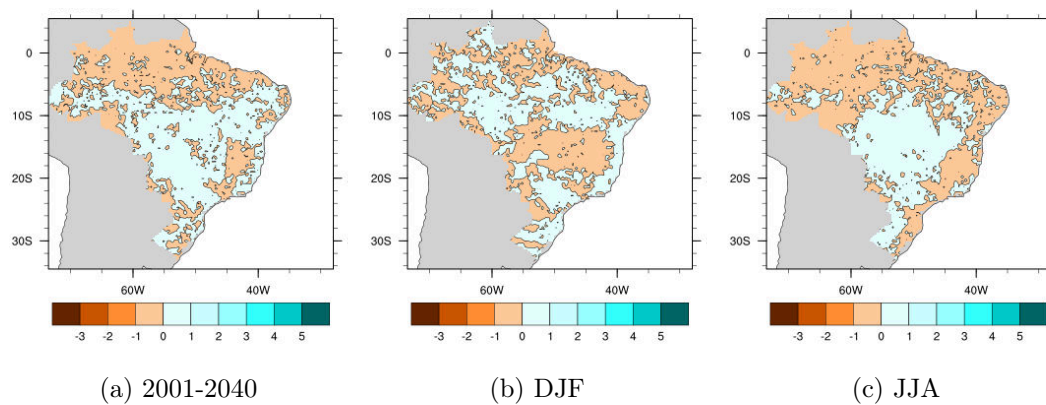 0 0 0
10S 10S 10S
20S 20S 20S
30S 30S 30S
60W 40W 60W 40W 60W 40W
-3 -2 -1 0 1 2 3 4 5 -3 -2 -1 0 1 2 3 4 5 -3 -2 -1 0 1 2 3 4 5
(a) 2001-2040 (b) DJF (c) JJA